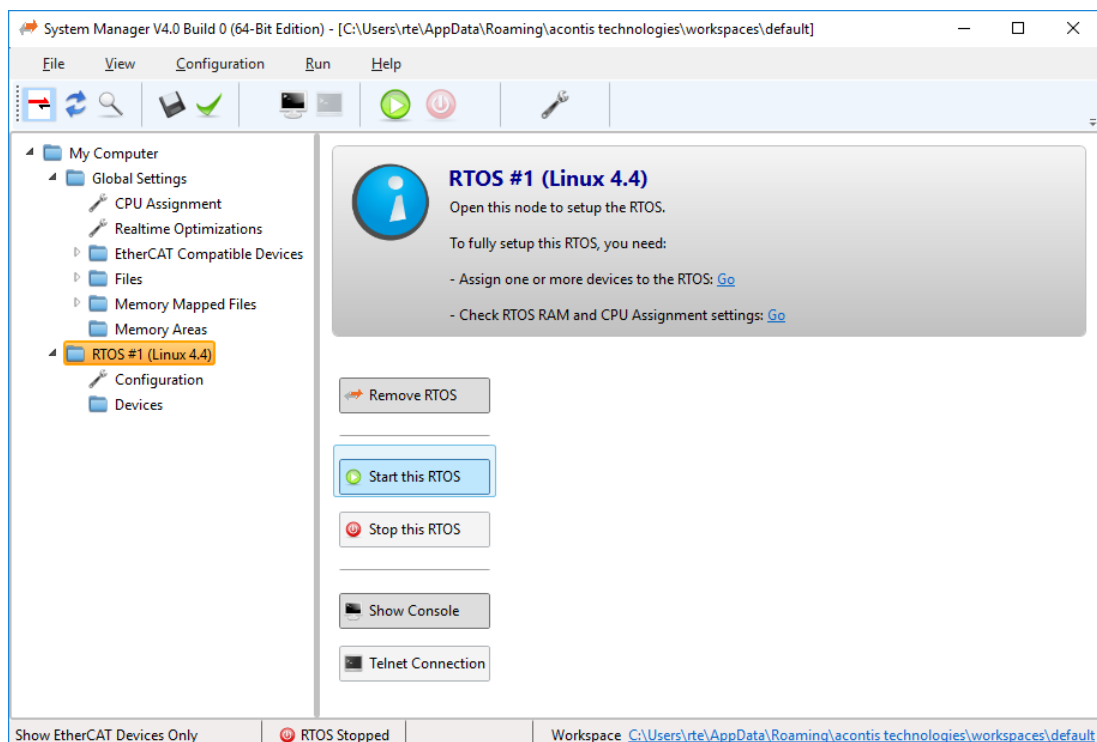 System Manager V4.0 Build 0 (64-Bit Edition) - [C:\Users\rte\AppData\Roaming\acontis technologies\workspaces\default]
File View Configuration Run Help
My Computer
Global Settings
CPU Assignment
Realtime Optimizations
EtherCAT Compatible Devices
Files
Memory Mapped Files
Memory Areas
RTOS #1 (Linux 4.4)
Configuration
Devices
RTOS #1 (Linux 4.4)
Open this node to setup the RTOS.
To fully setup this RTOS, you need:
- Assign one or more devices to the RTOS: Go
- Check RTOS RAM and CPU Assignment settings: Go
Remove RTOS
Start this RTOS
Stop this RTOS
Show Console
Telnet Connection
Show EtherCAT Devices Only RTOS Stopped Workspace C:\Users\rte\AppData\Roaming\acontis technologies\workspaces\default